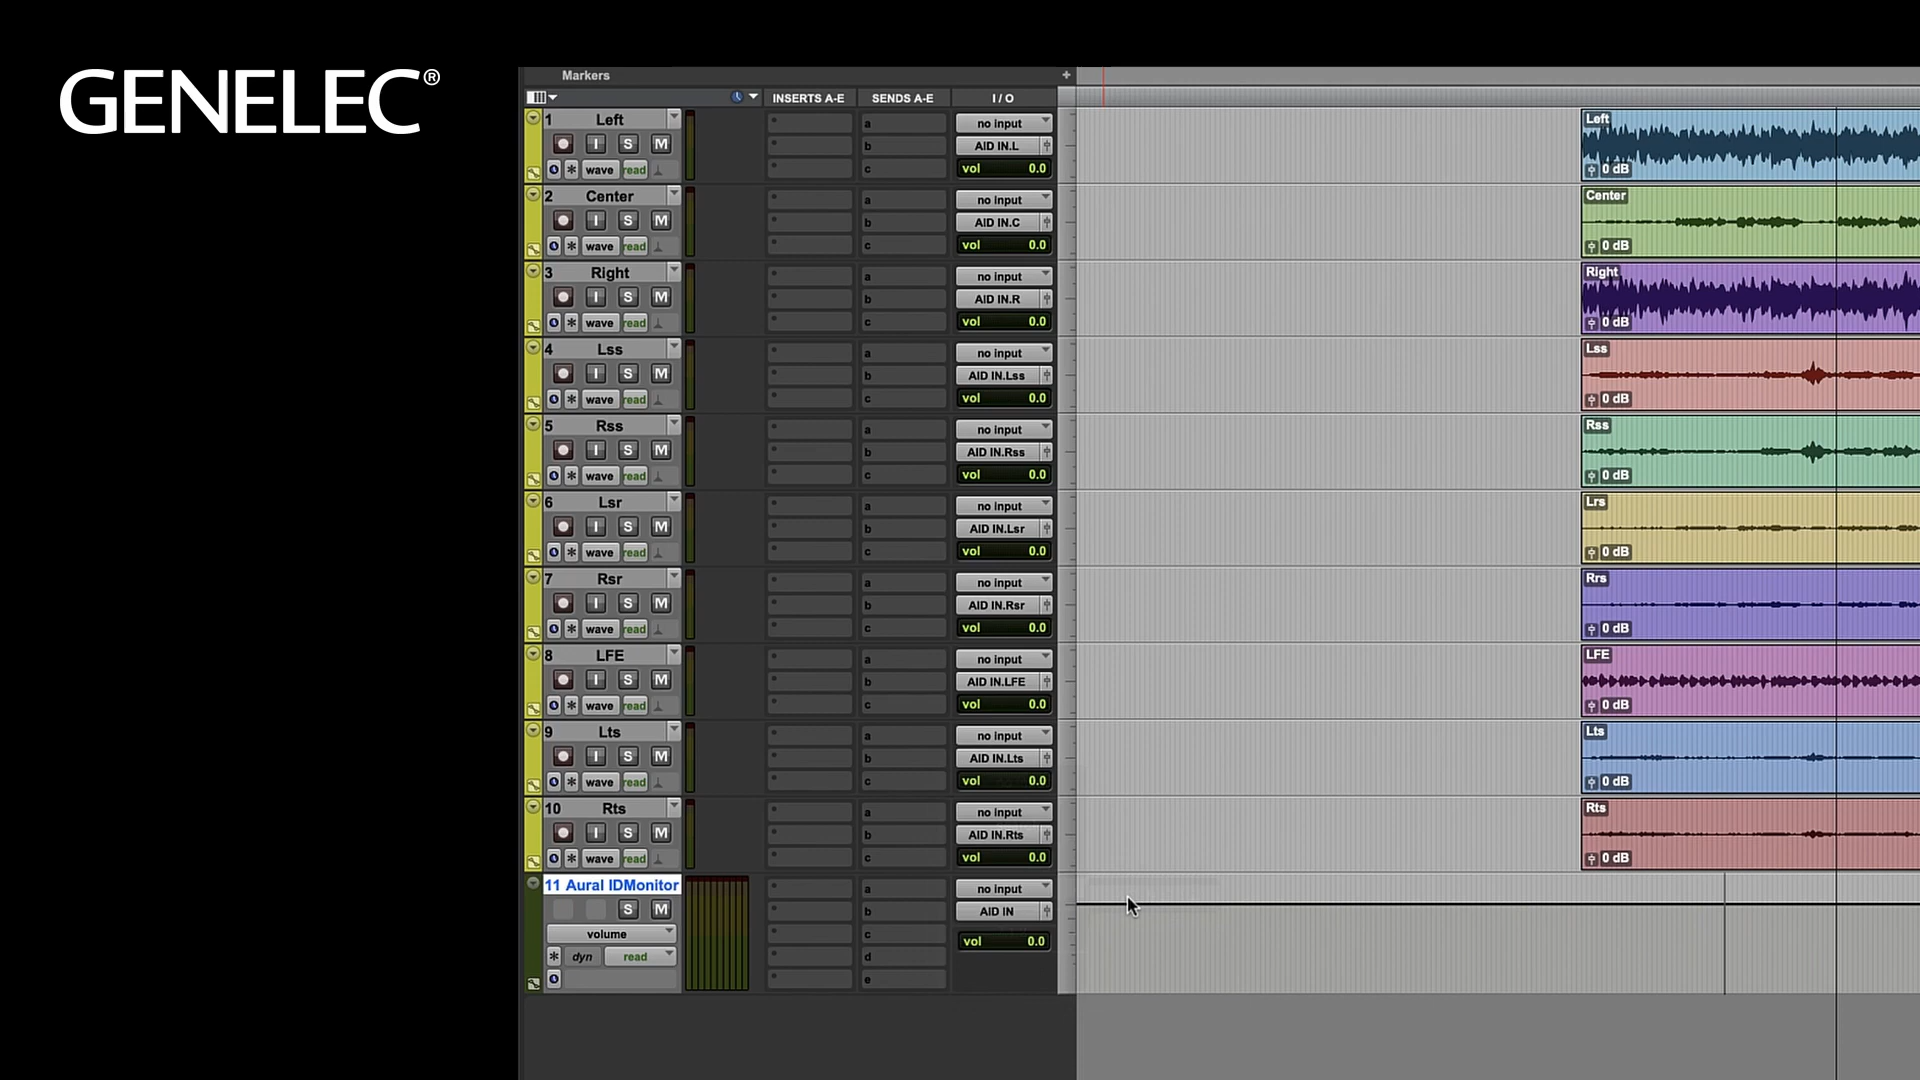 GENELEC®
Markers
INSERTS A-E SENDS A-E I / O
1 Left a no input Left
I S M b AID IN.L
wave read c vol 0.0 0 dB
2 Center a no input Center
I S M b AID IN.C
wave read c vol 0.0 0 dB
3 Right a no input Right
I S M b AID IN.R
wave read c vol 0.0 0 dB
4 Lss a no input Lss
I S M b AID IN.Lss
wave read c vol 0.0 0 dB
5 Rss a no input Rss
I S M b AID IN.Rss
wave read c vol 0.0 0 dB
6 Lsr a no input Lrs
I S M b AID IN.Lsr
wave read c vol 0.0 0 dB
7 Rsr a no input Rrs
I S M b AID IN.Rsr
wave read c vol 0.0 0 dB
8 LFE a no input LFE
I S M b AID IN.LFE
wave read c vol 0.0 0 dB
9 Lts a no input Lts
I S M b AID IN.Lts
wave read c vol 0.0 0 dB
10 Rts a no input Rts
I S M b AID IN.Rts
wave read c vol 0.0 0 dB
11 Aural IDMonitor a no input
S M b AID IN
volume c vol 0.0
dyn read d
e